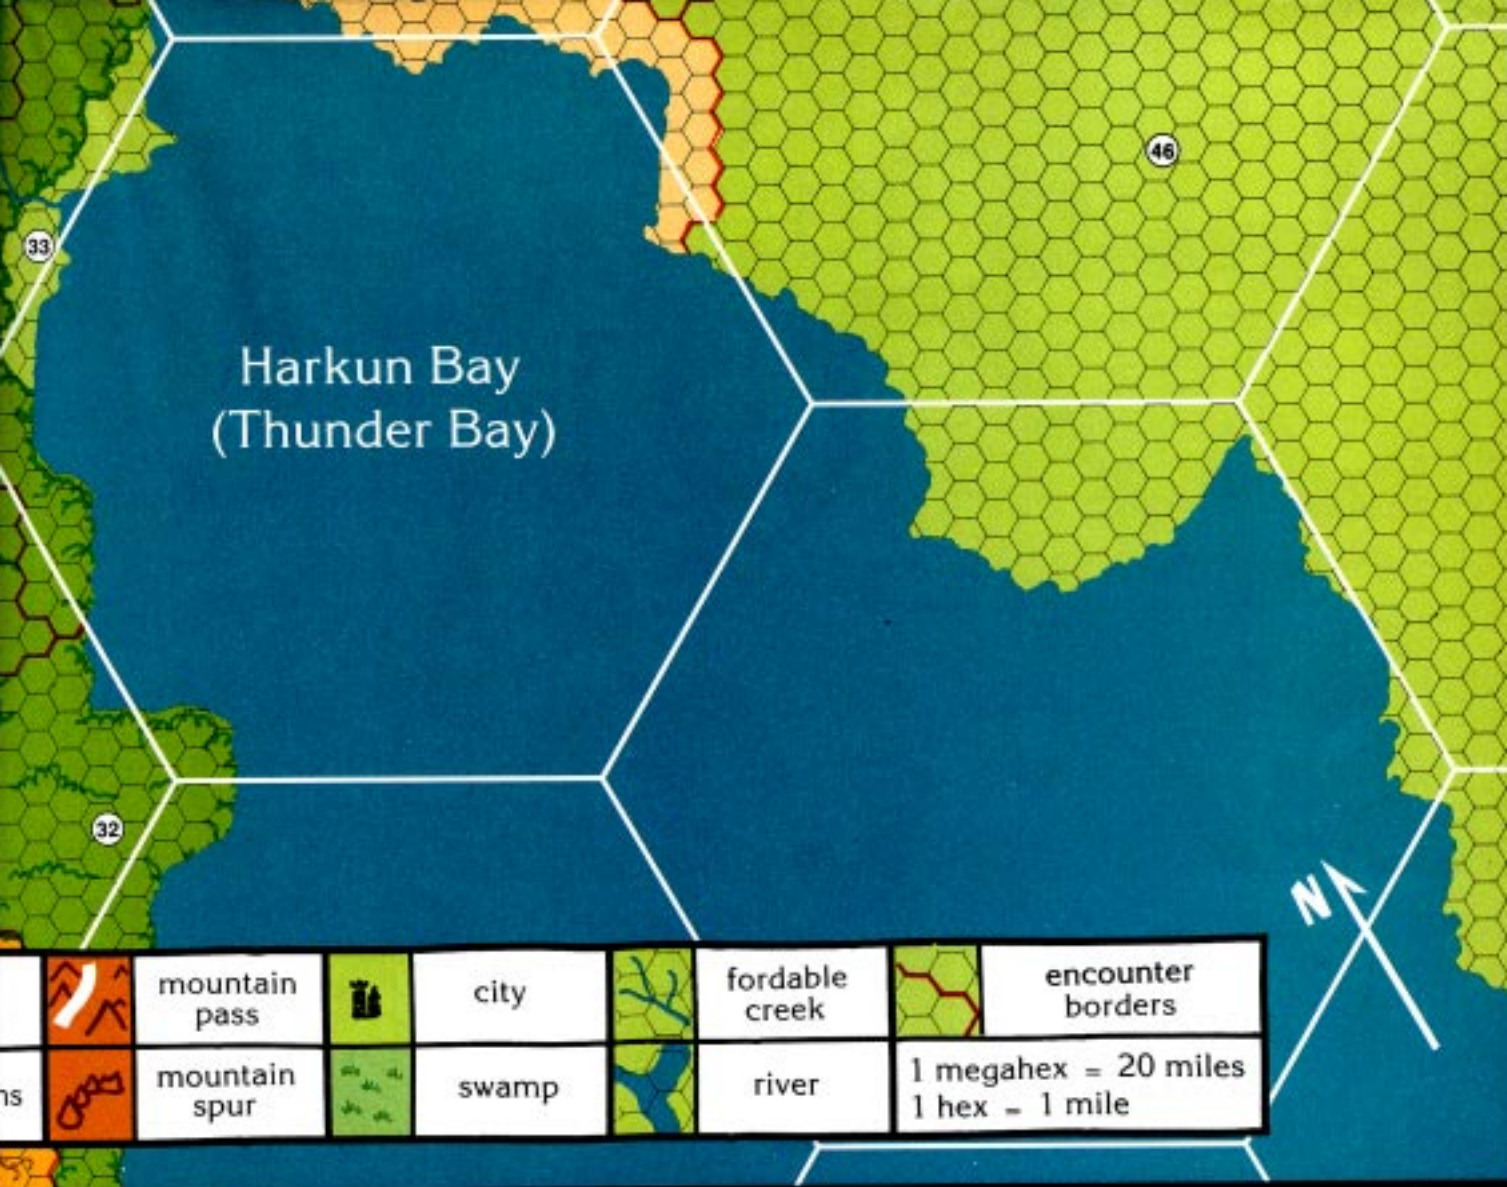 46
33
Harkun Bay
(Thunder Bay)
32
N
mountain
pass
city
fordable
creek
encounter
borders
ns
mountain
spur
swamp
river
1 megahex = 20 miles
1 hex - 1 mile